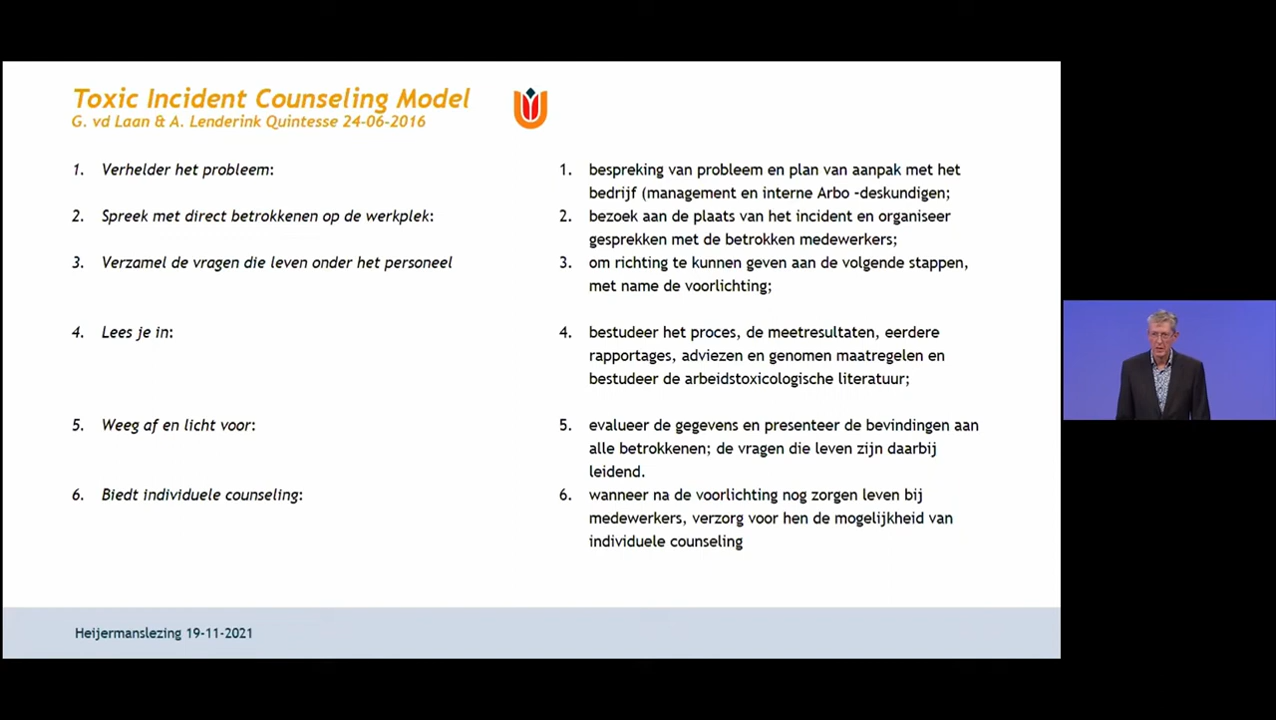 Toxic Incident Counseling Model
G. vd Laan & A. Lenderink Quintesse 24-06-2016
1. Verhelder het probleem:
2. Spreek met direct betrokkenen op de werkplek:
3. Verzamel de vragen die leven onder het personeel
4. Lees je in:
5. Weeg af en licht voor:
6. Biedt individuele counseling:
1. bespreking van probleem en plan van aanpak met het
bedrijf (management en interne Arbo -deskundigen;
2. bezoek aan de plaats van het incident en organiseer
gesprekken met de betrokken medewerkers;
3. om richting te kunnen geven aan de volgende stappen,
met name de voorlichting;
4. bestudeer het proces, de meetresultaten, eerdere
rapportages, adviezen en genomen maatregelen en
bestudeer de arbeidstoxicologische literatuur;
5. evalueer de gegevens en presenteer de bevindingen aan
alle betrokkenen; de vragen die leven zijn daarbij
leidend.
6. wanneer na de voorlichting nog zorgen leven bij
medewerkers, verzorg voor hen de mogelijkheid van
individuele counseling
Heijermanslezing 19-11-2021